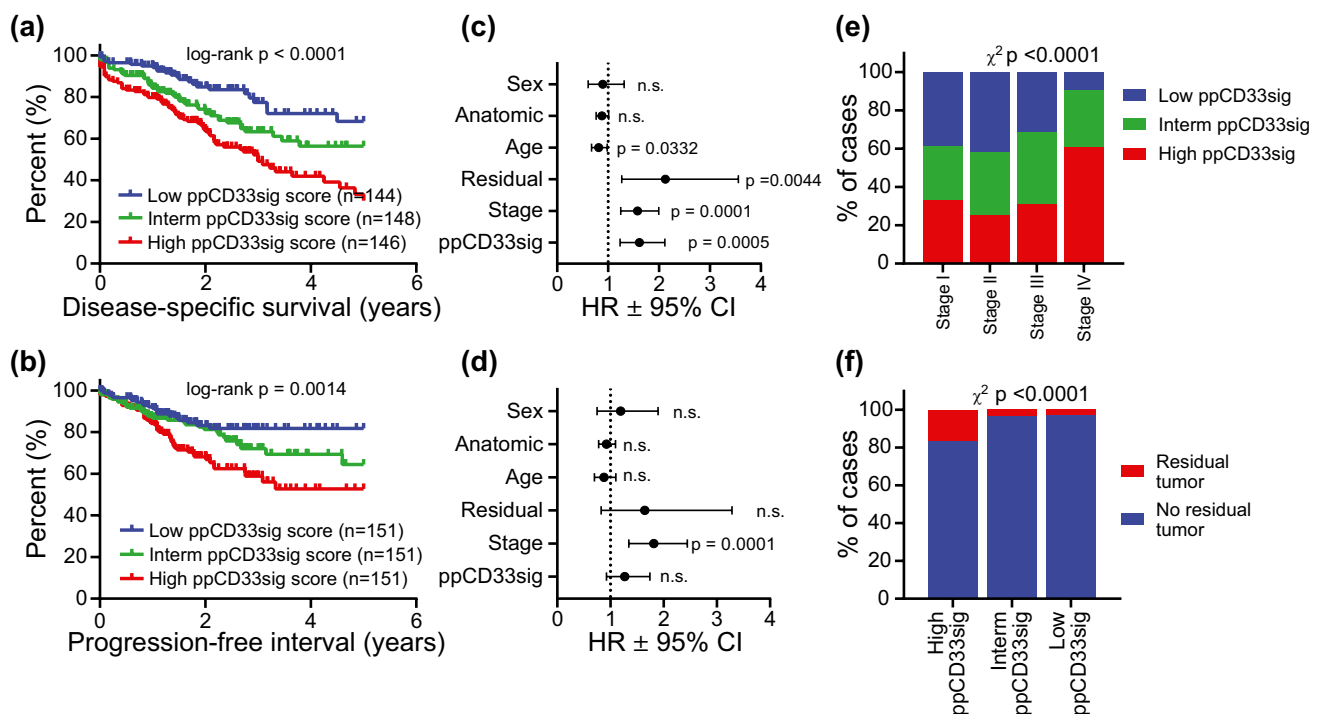 (a)
log-rank p < 0.0001
100
80
60
40
20
0
Percent (%)
Low ppCD33sig score (n=144)
Interm ppCD33sig score (n=148)
High ppCD33sig score (n=146)
0 2 4 6
Disease-specific survival (years)
(b)
log-rank p = 0.0014
100
80
60
40
20
0
Percent (%)
Low ppCD33sig score (n=151)
Interm ppCD33sig score (n=151)
High ppCD33sig score (n=151)
0 2 4 6
Progression-free interval (years)
(c)
Sex n.s.
Anatomic n.s.
Age p = 0.0332
Residual p =0.0044
Stage p = 0.0001
ppCD33sig p = 0.0005
0 1 2 3 4
HR ± 95% CI
(d)
Sex n.s.
Anatomic n.s.
Age n.s.
Residual n.s.
Stage p = 0.0001
ppCD33sig n.s.
0 1 2 3 4
HR ± 95% CI
(e)
χ² p <0.0001
100
80
60
40
20
0
% of cases
Stage I
Stage II
Stage III
Stage IV
Low ppCD33sig
Interm ppCD33sig
High ppCD33sig
(f)
χ² p <0.0001
100
80
60
40
20
0
% of cases
High
ppCD33sig
Interm
ppCD33sig
Low
ppCD33sig
Residual
tumor
No residual
tumor